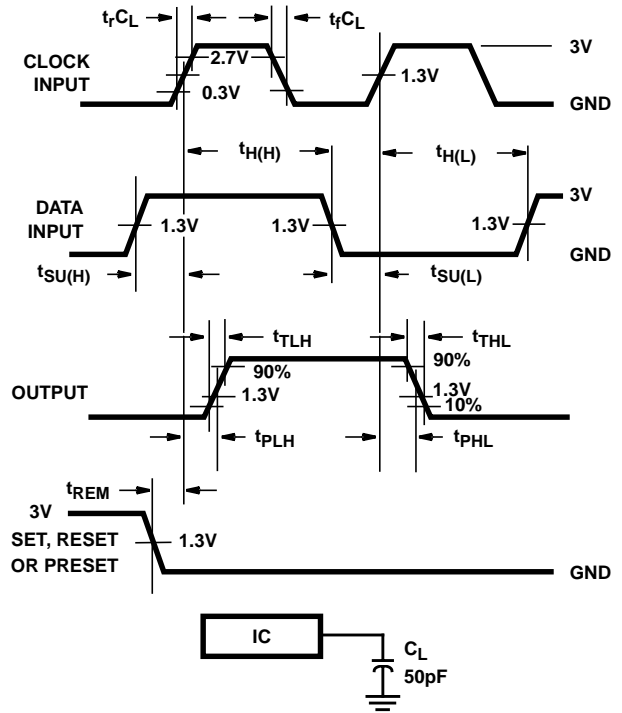 trCL
tfCL
CLOCK
INPUT
2.7V
0.3V
1.3V
3V
GND
tH(H)
tH(L)
DATA
INPUT
1.3V
1.3V
1.3V
3V
GND
tSU(H)
tSU(L)
tTLH
tTHL
OUTPUT
90%
1.3V
90%
1.3V
10%
tPLH
tPHL
tREM
3V
SET, RESET
OR PRESET
1.3V
GND
IC
CL
50pF